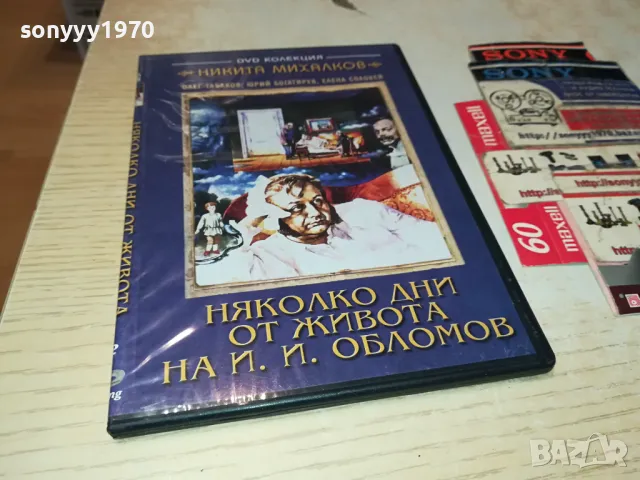 sonyyy1970
DVD КОЛЕКЦИЯ
НИКИТА МИХАЛКОВ
ОЛЕГ ТАБАКОВ, ЮРИЙ БОГАТИРЕВ, ЕЛЕНА СОЛОВЕЙ
НЯКОЛКО ДНИ
ОТ ЖИВОТА
НА И. И. ОБЛОМОВ
НЯКОЛКО ДНИ ОТ ЖИВОТА
SONY
SONY
maxell
60
maxell
BAZAR